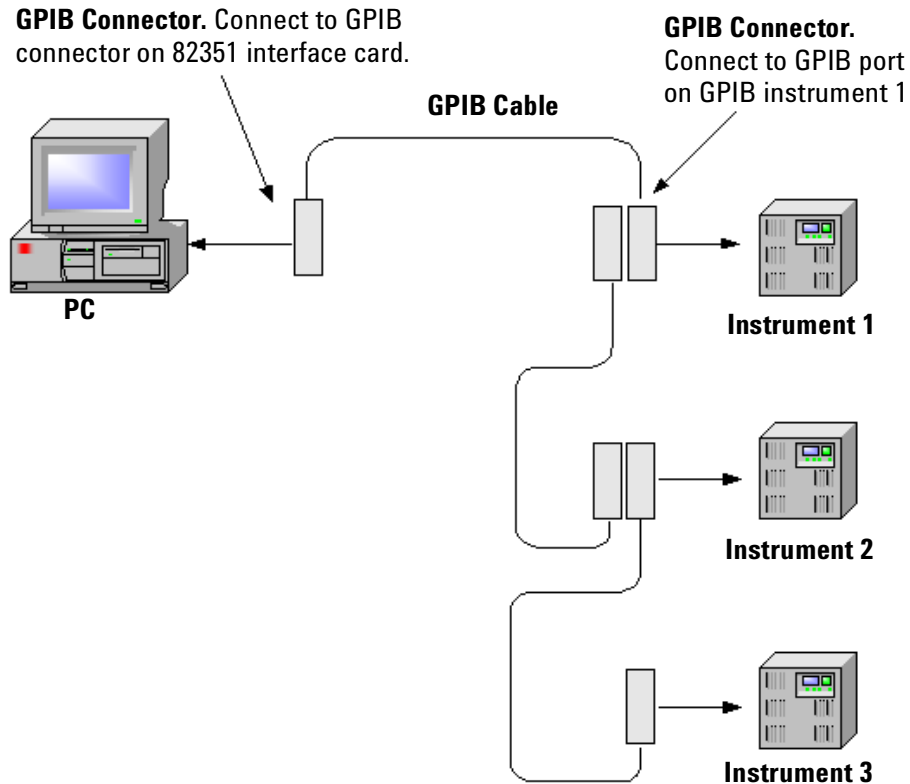 GPIB Connector. Connect to GPIB
connector on 82351 interface card.
GPIB Connector.
Connect to GPIB port
on GPIB instrument 1
GPIB Cable
PC
Instrument 1
Instrument 2
Instrument 3